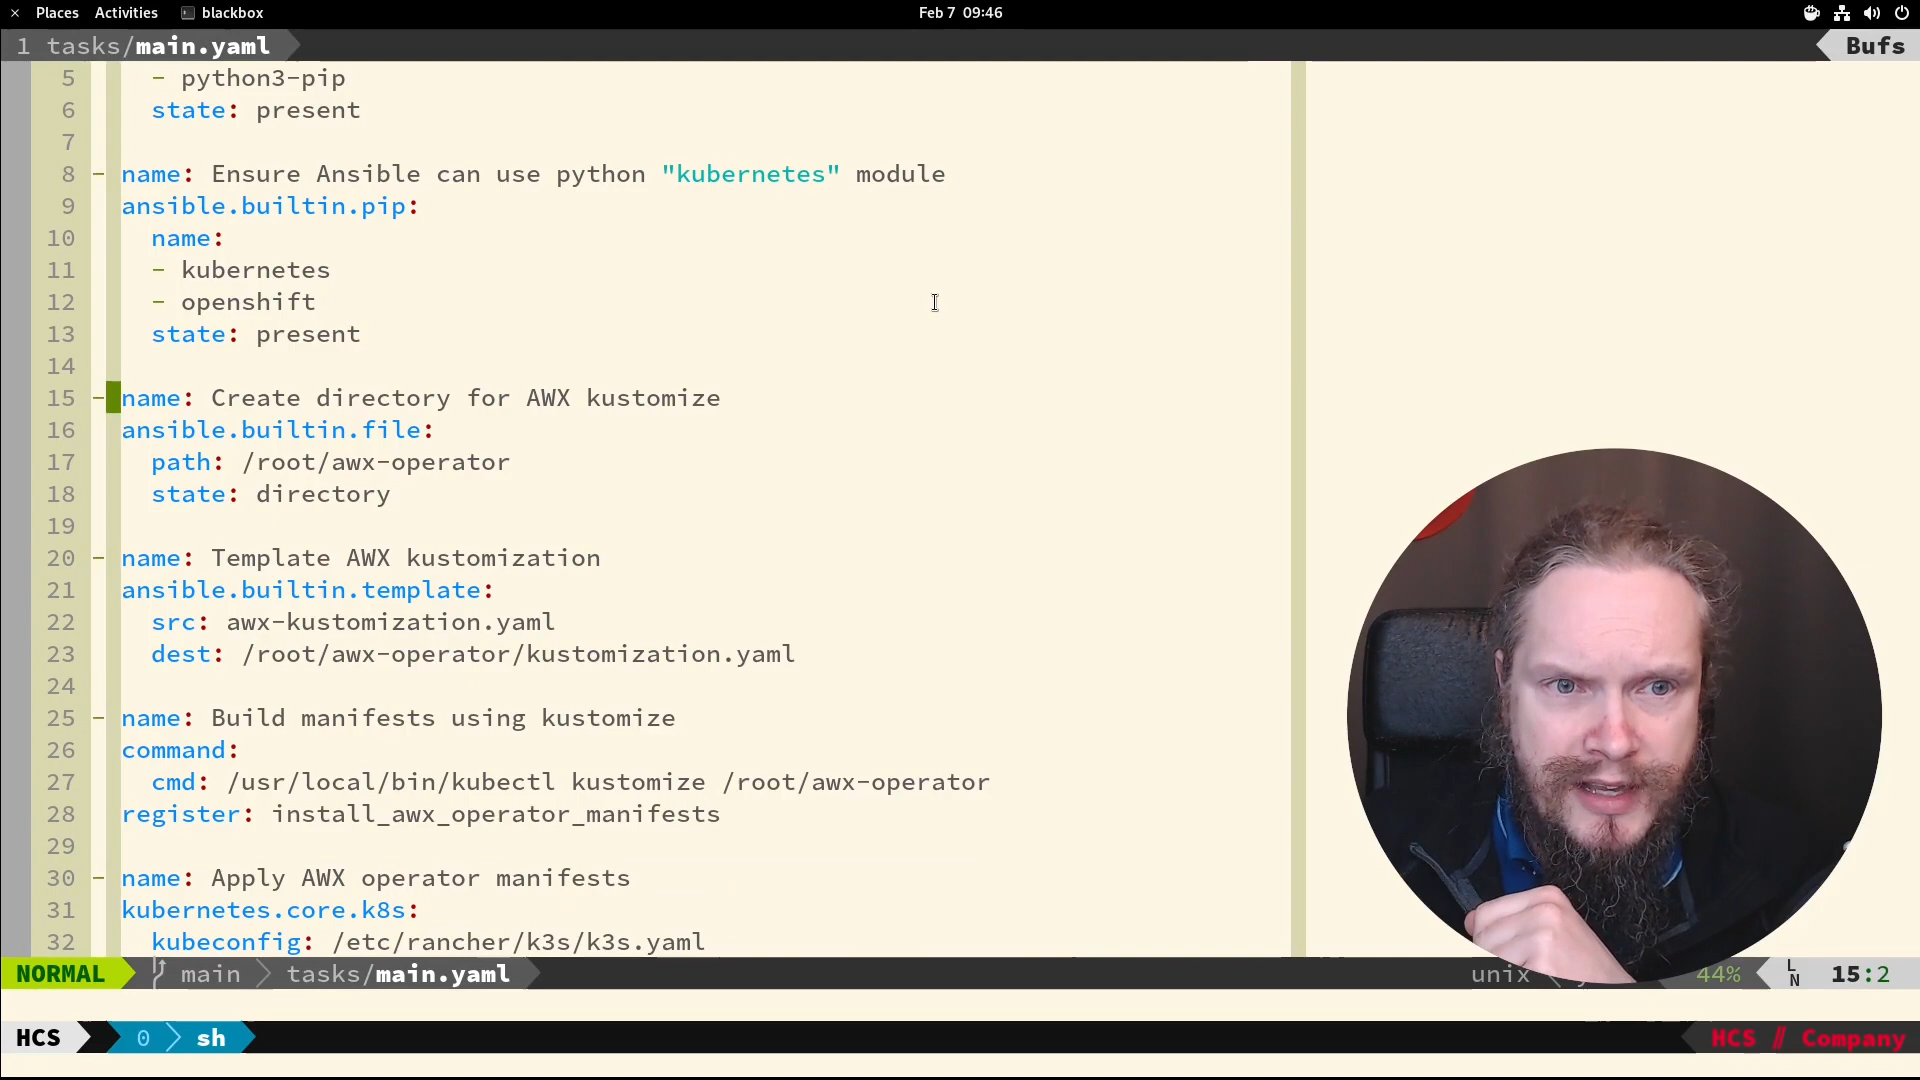 Places Activities blackbox Feb 7 09:46
1 tasks/main.yaml Bufs
5 - python3-pip
6 state: present
7
8 - name: Ensure Ansible can use python "kubernetes" module
9 ansible.builtin.pip:
10 name:
11 - kubernetes
12 - openshift
13 state: present
14
15 - name: Create directory for AWX kustomize
16 ansible.builtin.file:
17 path: /root/awx-operator
18 state: directory
19
20 - name: Template AWX kustomization
21 ansible.builtin.template:
22 src: awx-kustomization.yaml
23 dest: /root/awx-operator/kustomization.yaml
24
25 - name: Build manifests using kustomize
26 command:
27 cmd: /usr/local/bin/kubectl kustomize /root/awx-operator
28 register: install_awx_operator_manifests
29
30 - name: Apply AWX operator manifests
31 kubernetes.core.k8s:
32 kubeconfig: /etc/rancher/k3s/k3s.yaml
NORMAL main tasks/main.yaml unix 44% LN 15:2
HCS 0 sh HCS // Company